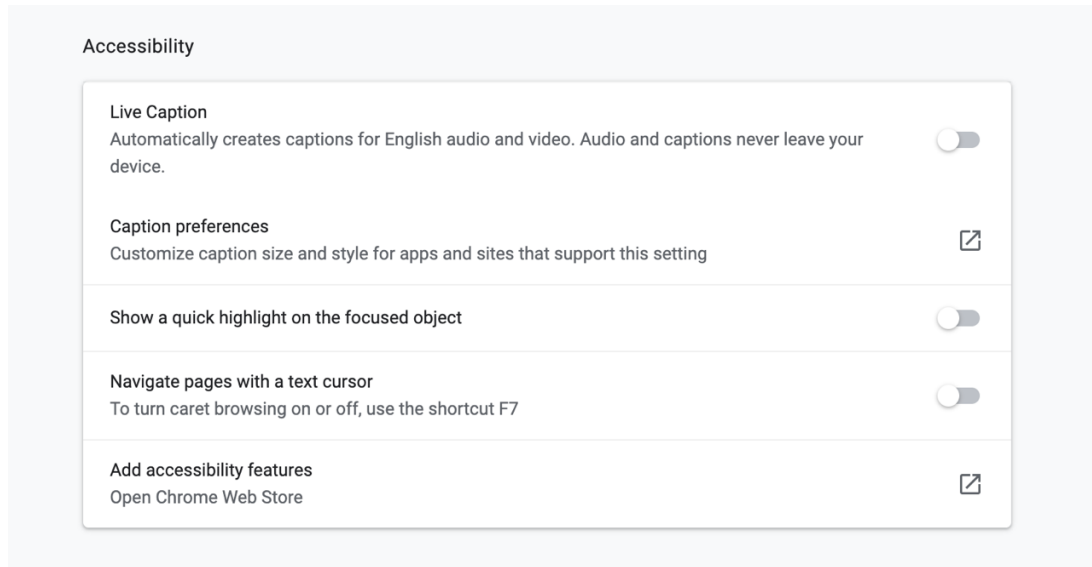 Accessibility
Live Caption
Automatically creates captions for English audio and video. Audio and captions never leave your
device.
Caption preferences
Customize caption size and style for apps and sites that support this setting
Show a quick highlight on the focused object
Navigate pages with a text cursor
To turn caret browsing on or off, use the shortcut F7
Add accessibility features
Open Chrome Web Store